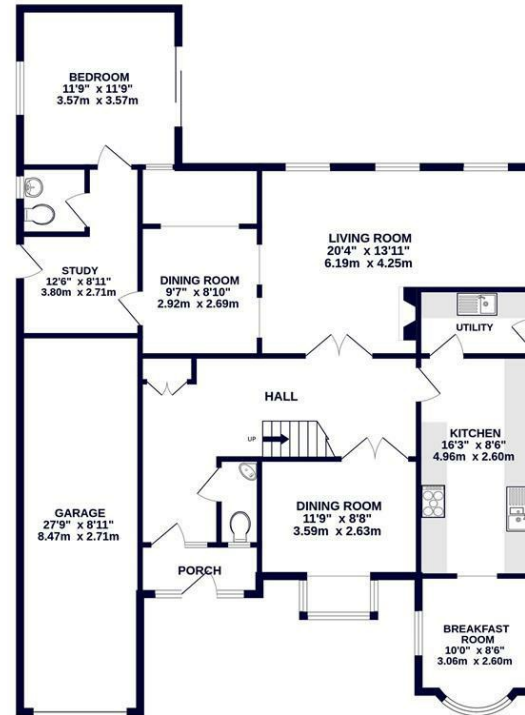 BEDROOM
11'9" x 11'9"
3.57m x 3.57m
LIVING ROOM
20'4" x 13'11"
6.19m x 4.25m
STUDY
12'6" x 8'11"
3.80m x 2.71m
DINING ROOM
9'7" x 8'10"
2.92m x 2.69m
UTILITY
HALL
UP
KITCHEN
16'3" x 8'6"
4.96m x 2.60m
GARAGE
27'9" x 8'11"
8.47m x 2.71m
DINING ROOM
11'9" x 8'8"
3.59m x 2.63m
PORCH
BREAKFAST
ROOM
10'0" x 8'6"
3.06m x 2.60m